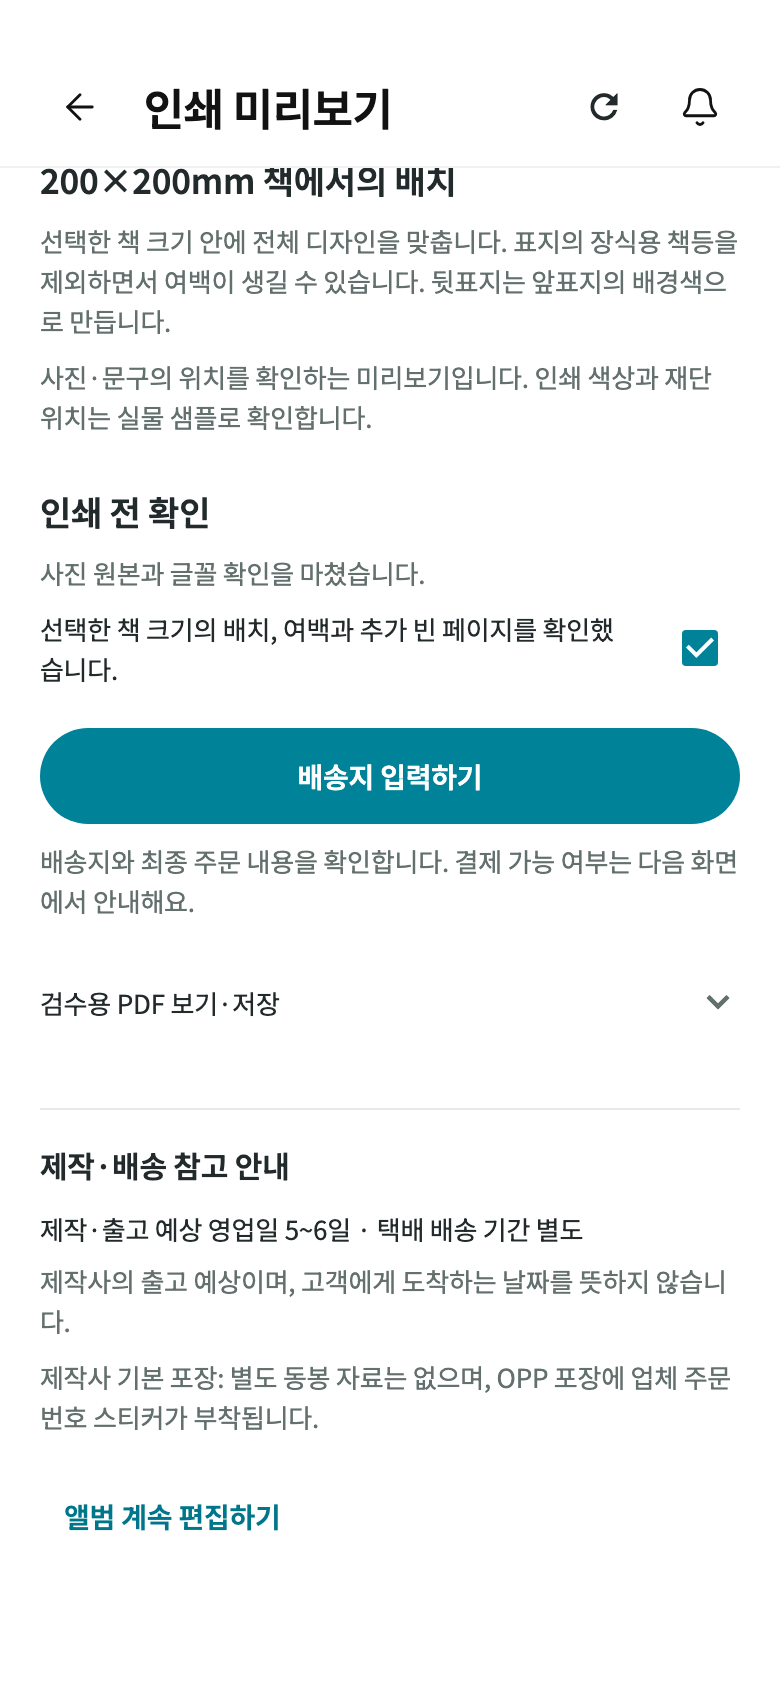 인쇄 미리보기
200×200mm 책에서의 배치
선택한 책 크기 안에 전체 디자인을 맞춥니다. 표지의 장식용 책등을
제외하면서 여백이 생길 수 있습니다. 뒷표지는 앞표지의 배경색으
로 만듭니다.
사진·문구의 위치를 확인하는 미리보기입니다. 인쇄 색상과 재단
위치는 실물 샘플로 확인합니다.
인쇄 전 확인
사진 원본과 글꼴 확인을 마쳤습니다.
선택한 책 크기의 배치, 여백과 추가 빈 페이지를 확인했
습니다.
배송지 입력하기
배송지와 최종 주문 내용을 확인합니다. 결제 가능 여부는 다음 화면
에서 안내해요.
검수용 PDF 보기·저장
제작·배송 참고 안내
제작·출고 예상 영업일 5~6일 · 택배 배송 기간 별도
제작사의 출고 예상이며, 고객에게 도착하는 날짜를 뜻하지 않습니
다.
제작사 기본 포장: 별도 동봉 자료는 없으며, OPP 포장에 업체 주문
번호 스티커가 부착됩니다.
앨범 계속 편집하기